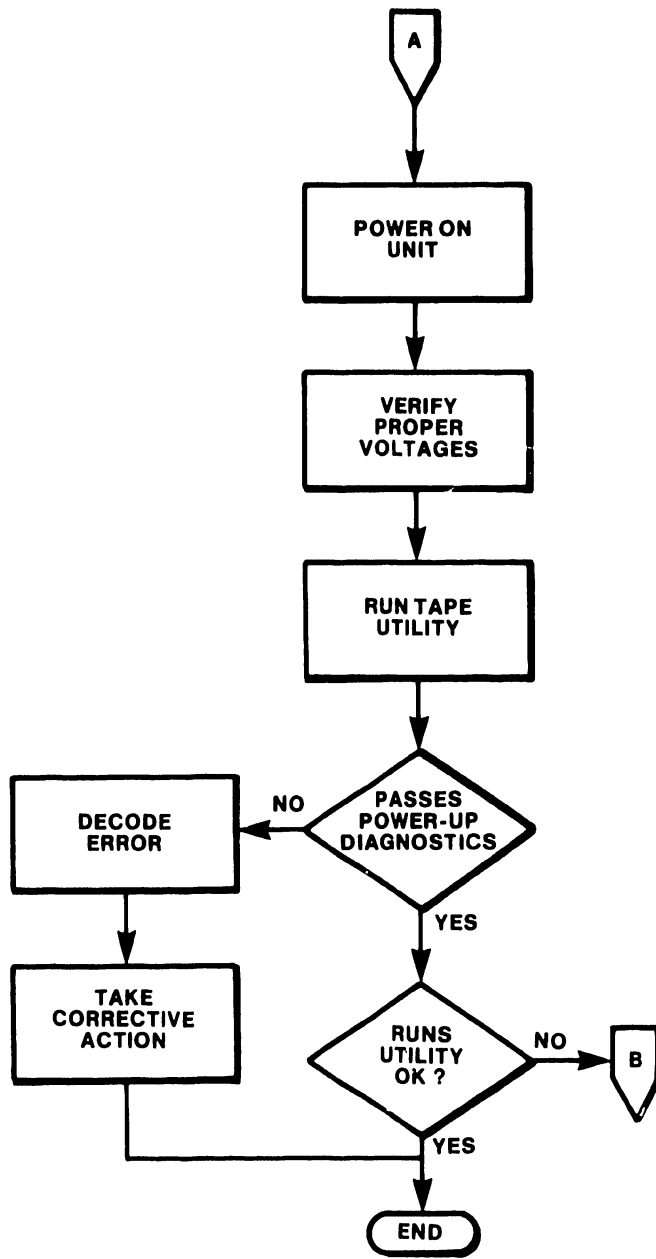 A
POWER ON
UNIT
VERIFY
PROPER
VOLTAGES
RUN TAPE
UTILITY
PASSES
POWER-UP
DIAGNOSTICS
NO
DECODE
ERROR
YES
TAKE
CORRECTIVE
ACTION
RUNS
UTILITY
OK ?
NO
B
YES
END